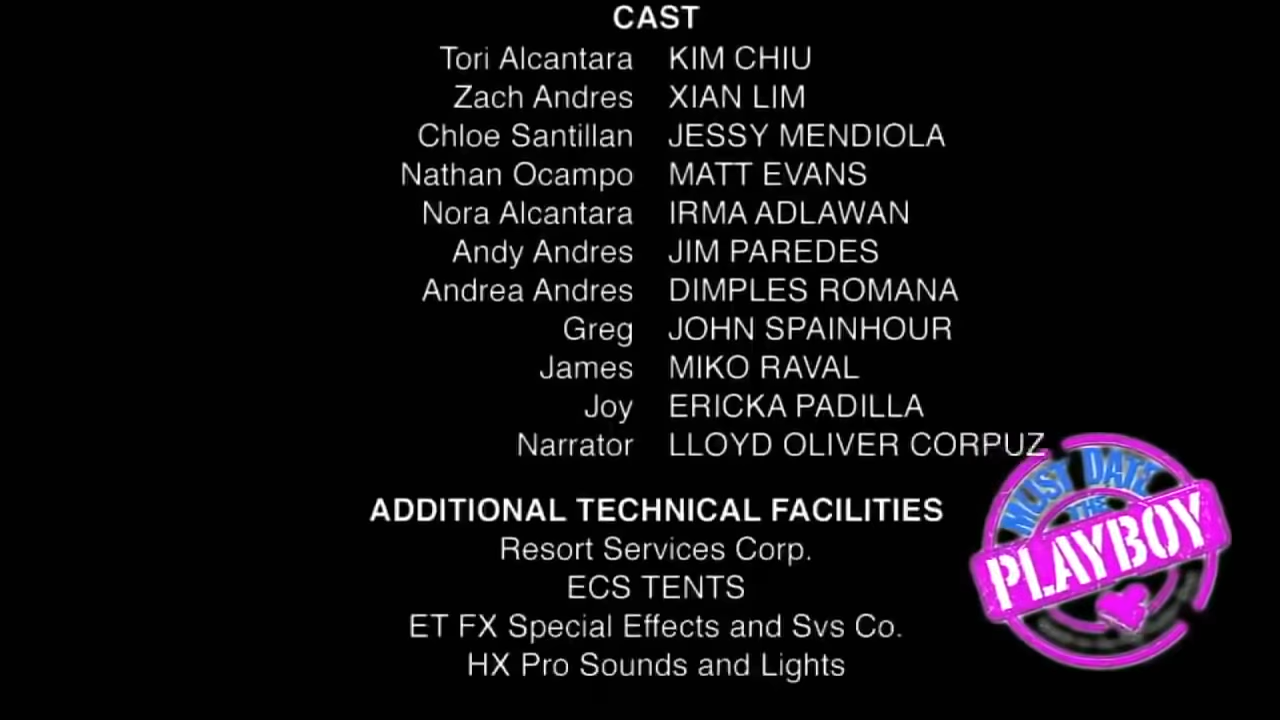 CAST
Tori Alcantara KIM CHIU
Zach Andres XIAN LIM
Chloe Santillan JESSY MENDIOLA
Nathan Ocampo MATT EVANS
Nora Alcantara IRMA ADLAWAN
Andy Andres JIM PAREDES
Andrea Andres DIMPLES ROMANA
Greg JOHN SPAINHOUR
James MIKO RAVAL
Joy ERICKA PADILLA
Narrator LLOYD OLIVER CORPUZ
ADDITIONAL TECHNICAL FACILITIES
Resort Services Corp.
ECS TENTS
ET FX Special Effects and Svs Co.
HX Pro Sounds and Lights
MUST DATE
THE
PLAYBOY